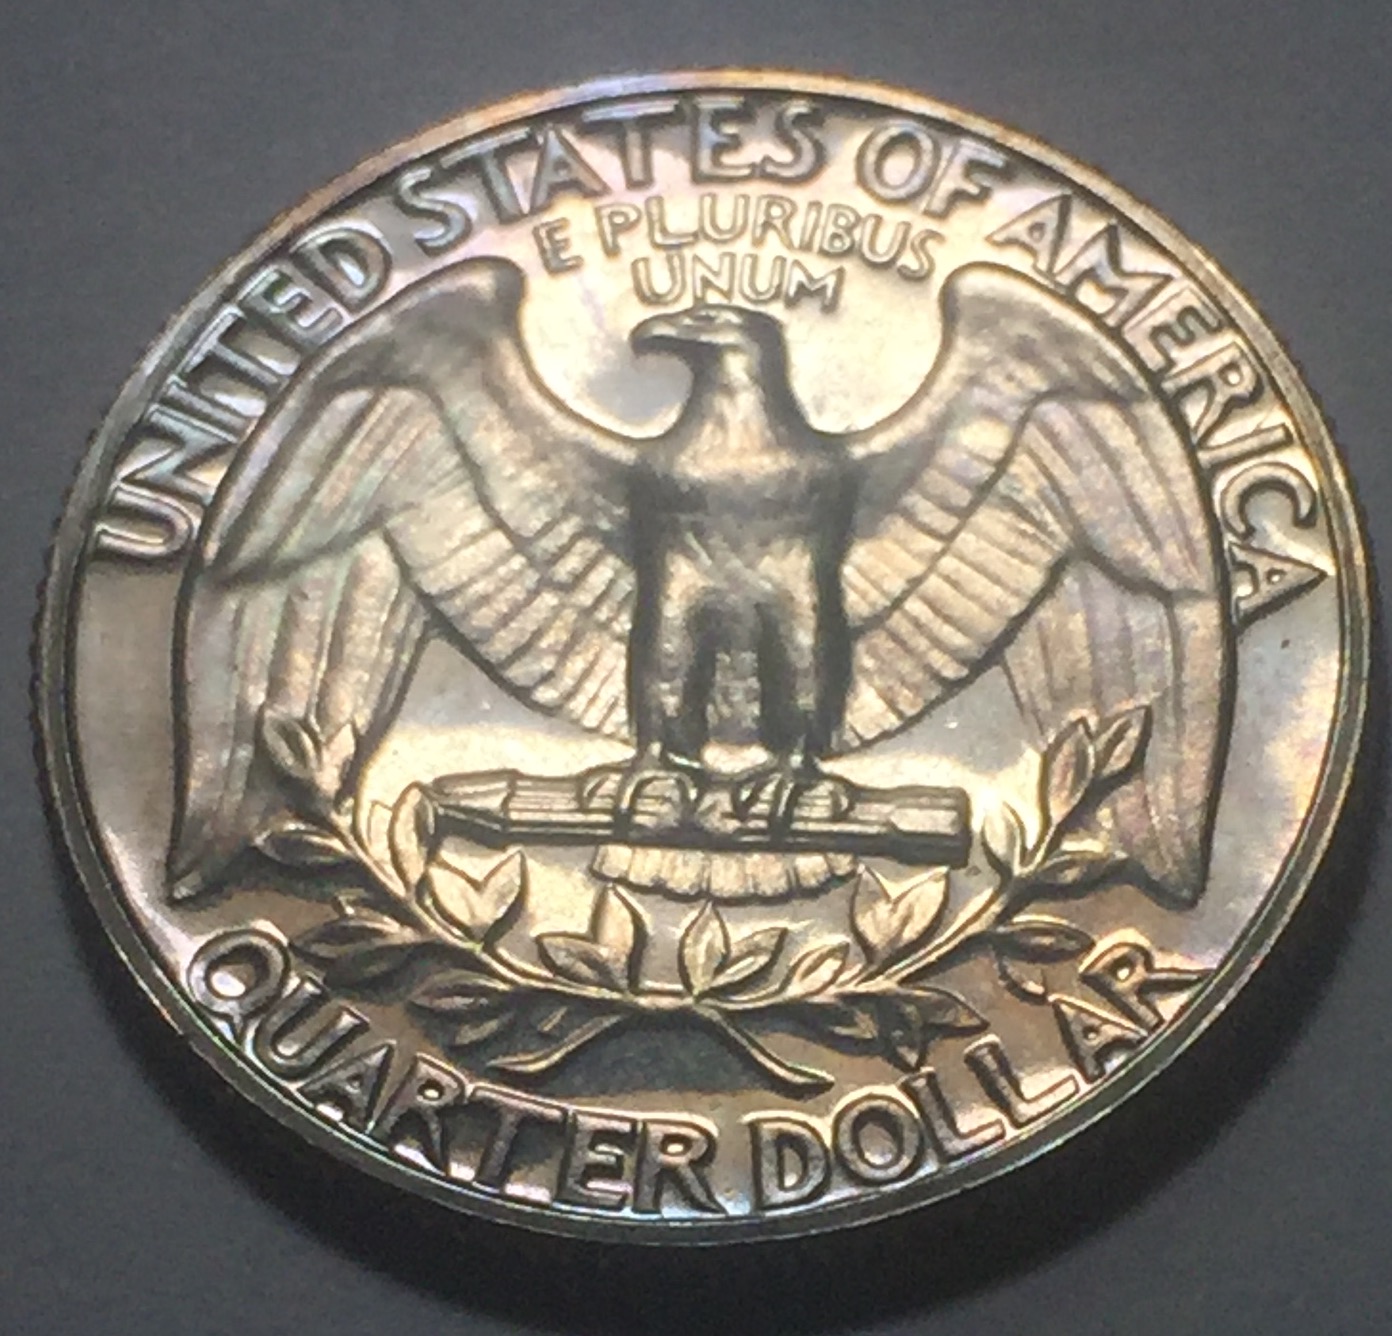 UNITED STATES OF AMERICA
E PLURIBUS
UNUM
QUARTER DOLLAR